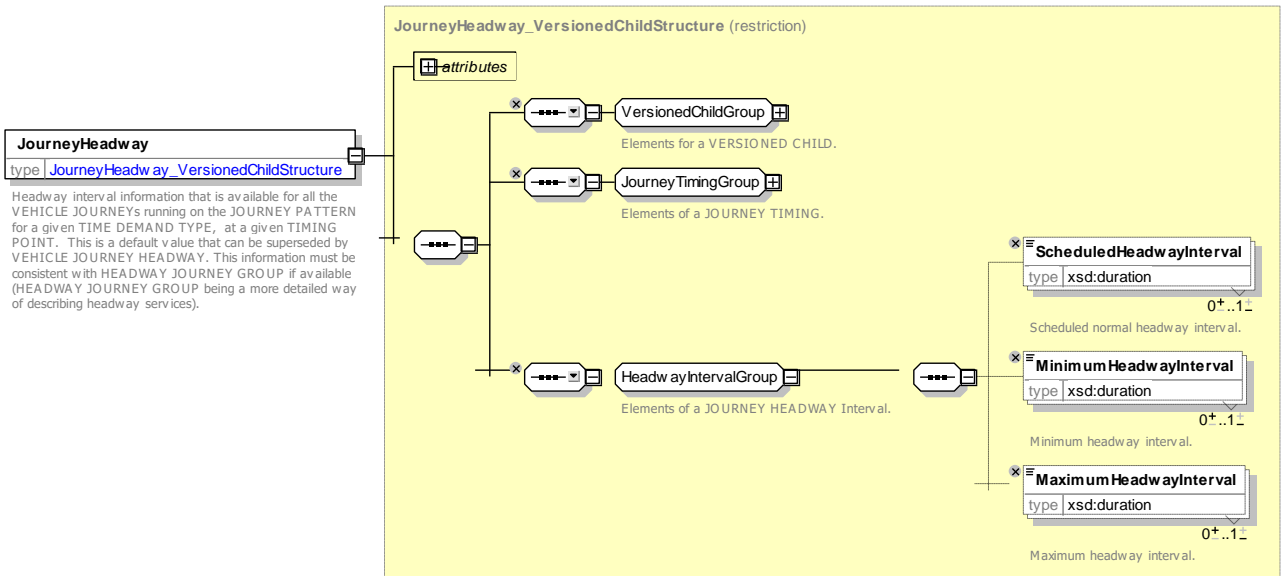 JourneyHeadway_VersionedChildStructure (restriction)
attributes
VersionedChildGroup
Elements for a VERSIONED CHILD.
JourneyHeadway
type JourneyHeadway_VersionedChildStructure
Headway interval information that is available for all the
VEHICLE JOURNEYs running on the JOURNEY PATTERN
for a given TIME DEMAND TYPE, at a given TIMING
POINT. This is a default value that can be superseded by
VEHICLE JOURNEY HEADWAY. This information must be
consistent with HEADWAY JOURNEY GROUP if available
(HEADWAY JOURNEY GROUP being a more detailed way
of describing headway services).
JourneyTimingGroup
Elements of a JOURNEY TIMING.
ScheduledHeadwayInterval
type xsd:duration
0±..1±
Scheduled normal headway interval.
HeadwayIntervalGroup
Elements of a JOURNEY HEADWAY Interval.
MinimumHeadwayInterval
type xsd:duration
0±..1±
Minimum headway interval.
MaximumHeadwayInterval
type xsd:duration
0±..1±
Maximum headway interval.